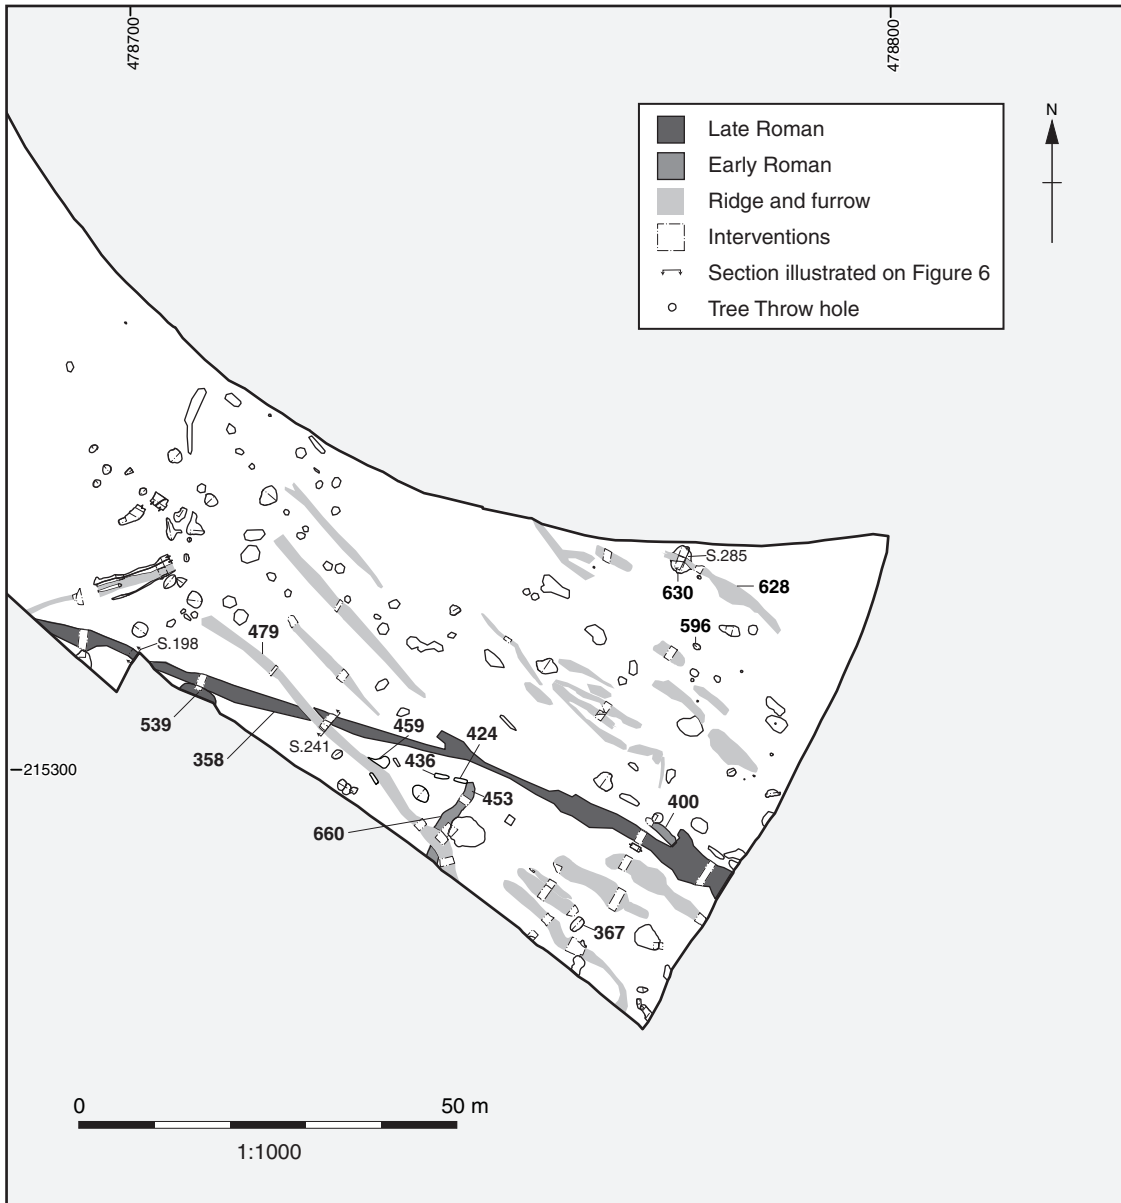 478700
478800
N
Late Roman
Early Roman
Ridge and furrow
Interventions
Section illustrated on Figure 6
Tree Throw hole
S.285
630
628
596
479
S.198
539
358
S.241
459
424
436
453
215300
400
660
367
0 50 m
1:1000